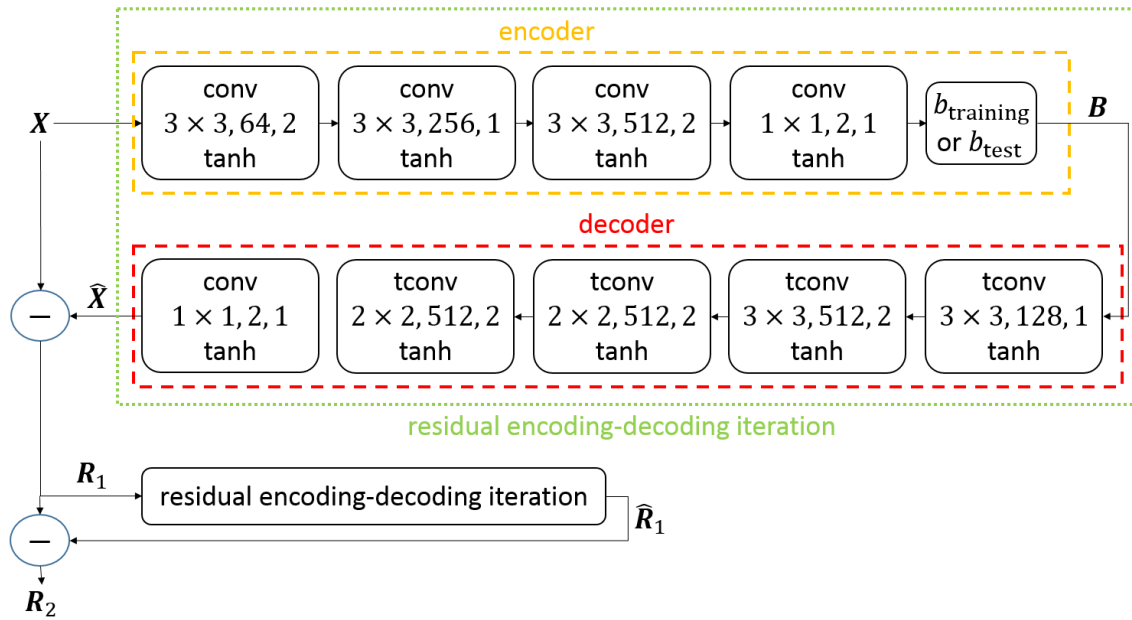 encoder
X
conv
3 × 3, 64, 2
tanh
conv
3 × 3, 256, 1
tanh
conv
3 × 3, 512, 2
tanh
conv
1 × 1, 2, 1
tanh
b_training
or b_test
B
decoder
X̂
conv
1 × 1, 2, 1
tanh
tconv
2 × 2, 512, 2
tanh
tconv
2 × 2, 512, 2
tanh
tconv
3 × 3, 512, 2
tanh
tconv
3 × 3, 128, 1
tanh
−
residual encoding-decoding iteration
R₁
residual encoding-decoding iteration
R̂₁
−
R₂